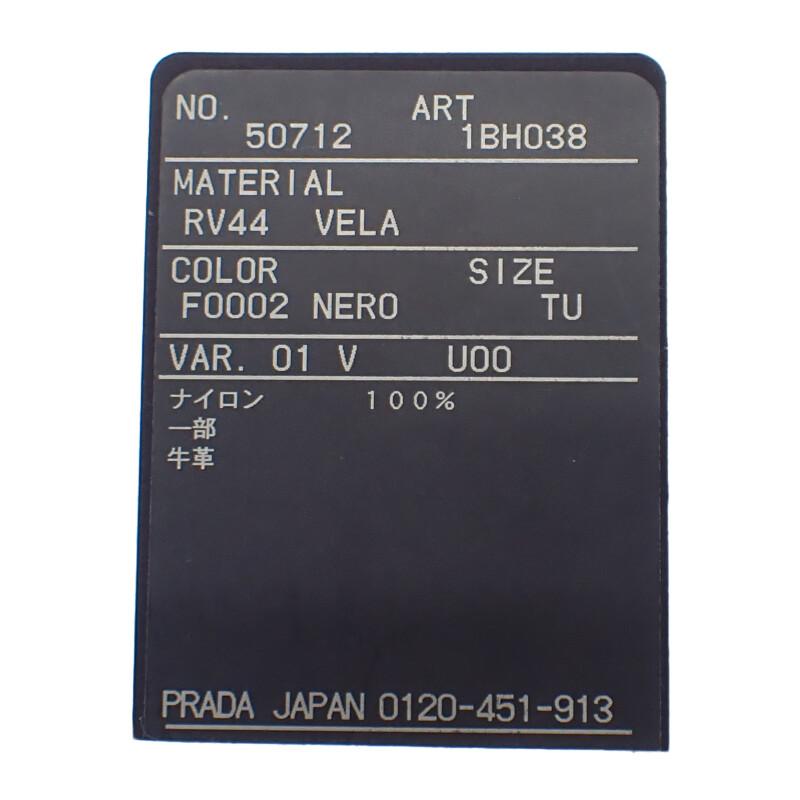 NO. ART
50712 1BH038
MATERIAL
RV44 VELA
COLOR SIZE
F0002 NERO TU
VAR. 01 V U00
ナイロン 100%
一部
牛革
PRADA JAPAN 0120-451-913